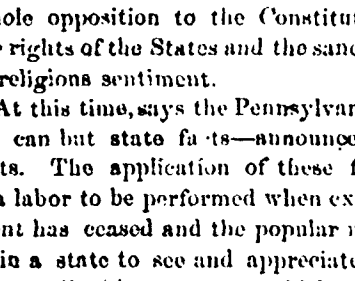 hole opposition to the Constitu
rights of the States and the sanc
religious sentiment.
At this time, says the Pennsylvan
can but state fa ts—announce
ts. The application of these f
a labor to be performed when ex
nt has ceased and the popular
in a state to see and appreciate